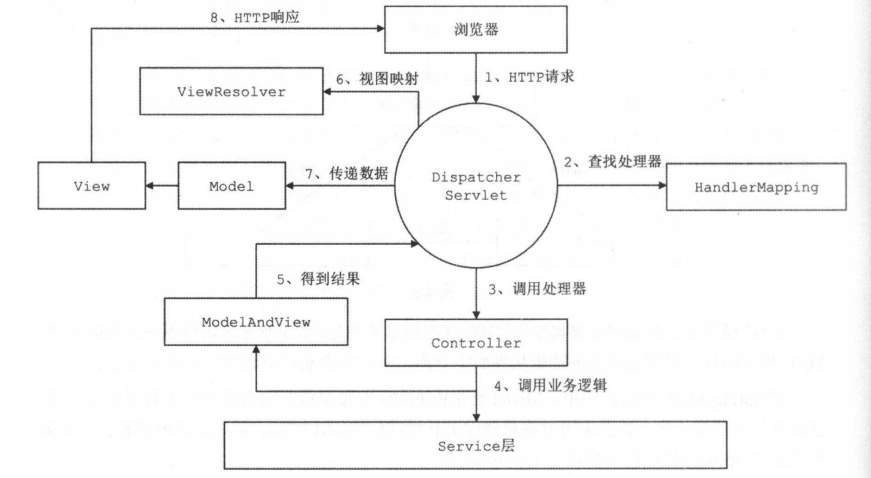 8、HTTP响应
浏览器
1、HTTP请求
6、视图映射
ViewResolver
2、查找处理器
7、传递数据
View
Model
Dispatcher
Servlet
HandlerMapping
5、得到结果
3、调用处理器
ModelAndView
Controller
4、调用业务逻辑
Service层